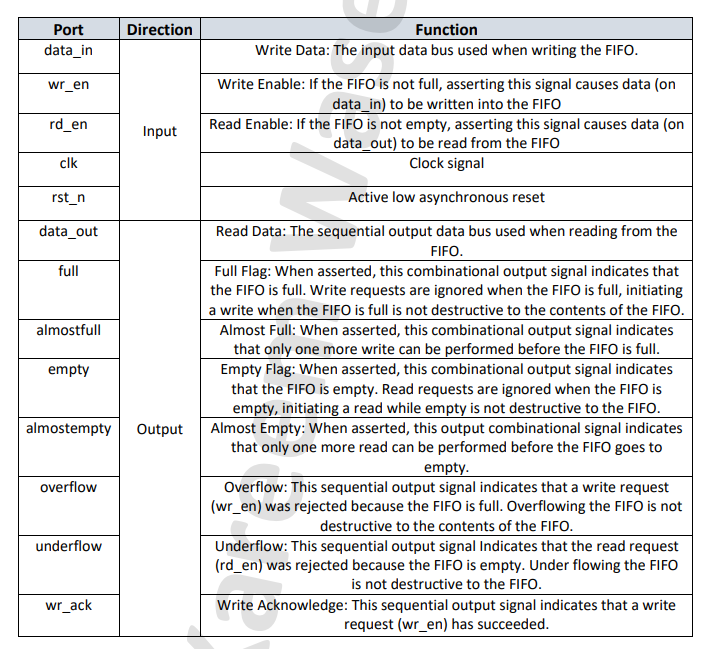 Port Direction Function
data_in Write Data: The input data bus used when writing the FIFO.
wr_en Write Enable: If the FIFO is not full, asserting this signal causes data (on
data_in) to be written into the FIFO
rd_en Read Enable: If the FIFO is not empty, asserting this signal causes data (on
data_out) to be read from the FIFO
Input
clk Clock signal
rst_n Active low asynchronous reset
data_out Read Data: The sequential output data bus used when reading from the
FIFO.
full Full Flag: When asserted, this combinational output signal indicates that
the FIFO is full. Write requests are ignored when the FIFO is full, initiating
a write when the FIFO is full is not destructive to the contents of the FIFO.
almostfull Almost Full: When asserted, this combinational output signal indicates
that only one more write can be performed before the FIFO is full.
empty Empty Flag: When asserted, this combinational output signal indicates
that the FIFO is empty. Read requests are ignored when the FIFO is
empty, initiating a read while empty is not destructive to the FIFO.
almostempty Output Almost Empty: When asserted, this output combinational signal indicates
that only one more read can be performed before the FIFO goes to
empty.
overflow Overflow: This sequential output signal indicates that a write request
(wr_en) was rejected because the FIFO is full. Overflowing the FIFO is not
destructive to the contents of the FIFO.
underflow Underflow: This sequential output signal Indicates that the read request
(rd_en) was rejected because the FIFO is empty. Under flowing the FIFO
is not destructive to the FIFO.
wr_ack Write Acknowledge: This sequential output signal indicates that a write
request (wr_en) has succeeded.
Kareem Wase